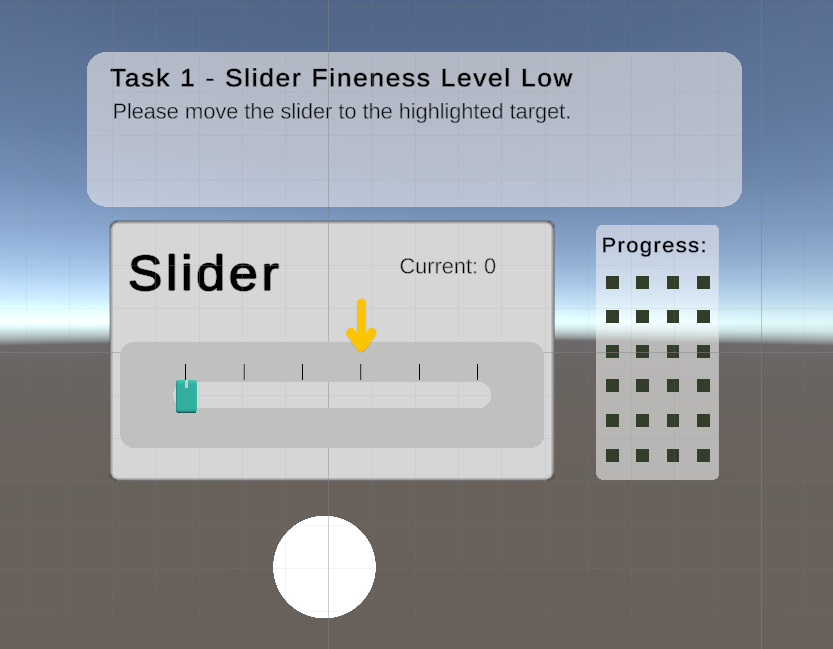 Task 1 - Slider Fineness Level Low
Please move the slider to the highlighted target.
Slider
Current: 0
Progress: